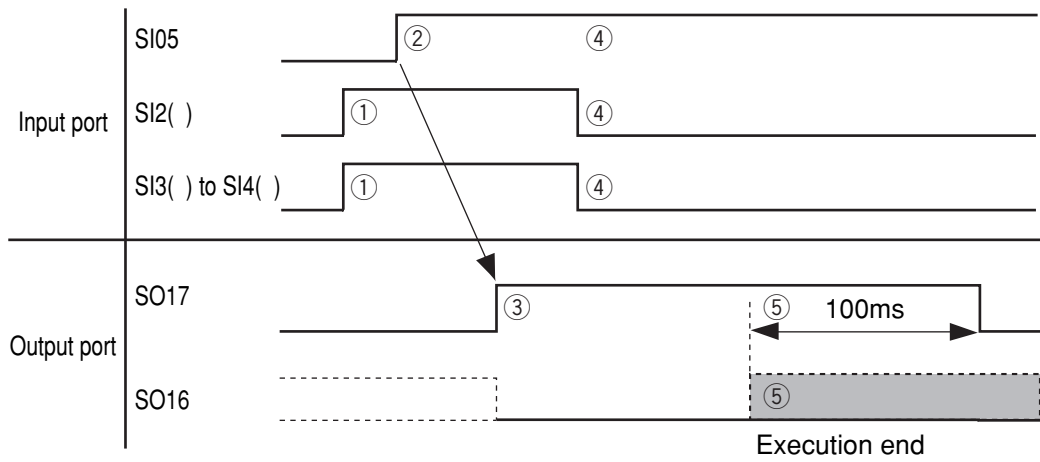 SI05 ② ④
Input port
SI2( ) ① ④
SI3( ) to SI4( ) ① ④
Output port
SO17 ③ ⑤ 100ms
SO16 ⑤
Execution end